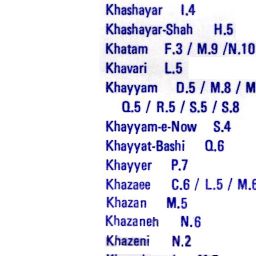 Khashayar I.4
Khashayar-Shah H.5
Khatam F.3 / M.9 /N.10
Khavari L.5
Khayyam D.5 / M.8 / M
Q.5 / R.5 / S.5 / S.8
Khayyam-e-Now S.4
Khayyat-Bashi Q.6
Khayyer P.7
Khazaee C.6 / L.5 / M.6
Khazan M.5
Khazaneh N.6
Khazeni N.2